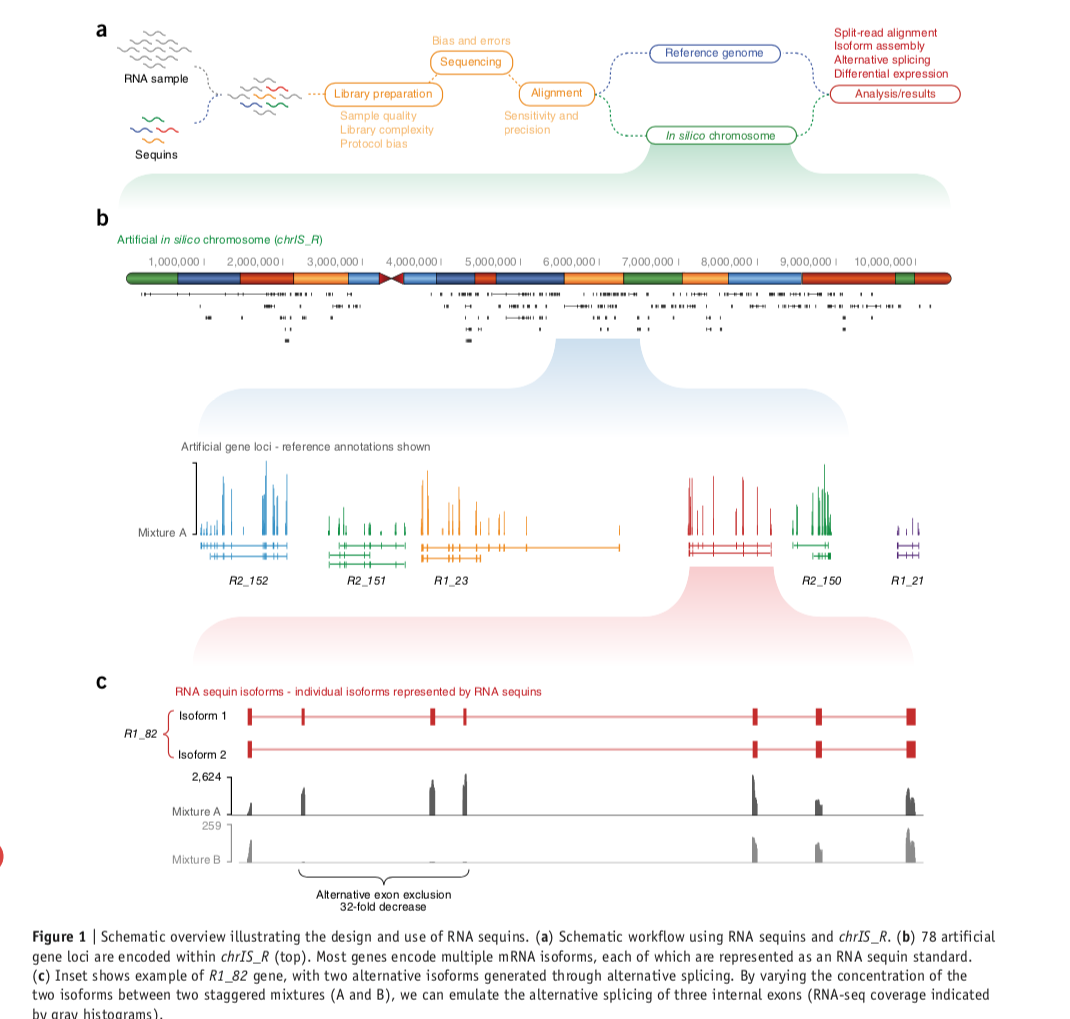 a
RNA sample
Sequins
Library preparation
Sample quality
Library complexity
Protocol bias
Bias and errors
Sequencing
Alignment
Sensitivity and
precision
Reference genome
In silico chromosome
Split-read alignment
Isoform assembly
Alternative splicing
Differential expression
Analysis/results
b
Artificial in silico chromosome (chrIS_R)
1,000,000 2,000,000 3,000,000 4,000,000 5,000,000 6,000,000 7,000,000 8,000,000 9,000,000 10,000,000
Artificial gene loci - reference annotations shown
Mixture A
R2_152 R2_151 R1_23 R2_150 R1_21
c
RNA sequin isoforms - individual isoforms represented by RNA sequins
R1_82
Isoform 1
Isoform 2
2,624
Mixture A
259
Mixture B
Alternative exon exclusion
32-fold decrease
Figure 1 | Schematic overview illustrating the design and use of RNA sequins. (a) Schematic workflow using RNA sequins and chrIS_R. (b) 78 artificial
gene loci are encoded within chrIS_R (top). Most genes encode multiple mRNA isoforms, each of which are represented as an RNA sequin standard.
(c) Inset shows example of R1_82 gene, with two alternative isoforms generated through alternative splicing. By varying the concentration of the
two isoforms between two staggered mixtures (A and B), we can emulate the alternative splicing of three internal exons (RNA-seq coverage indicated
by gray histograms).